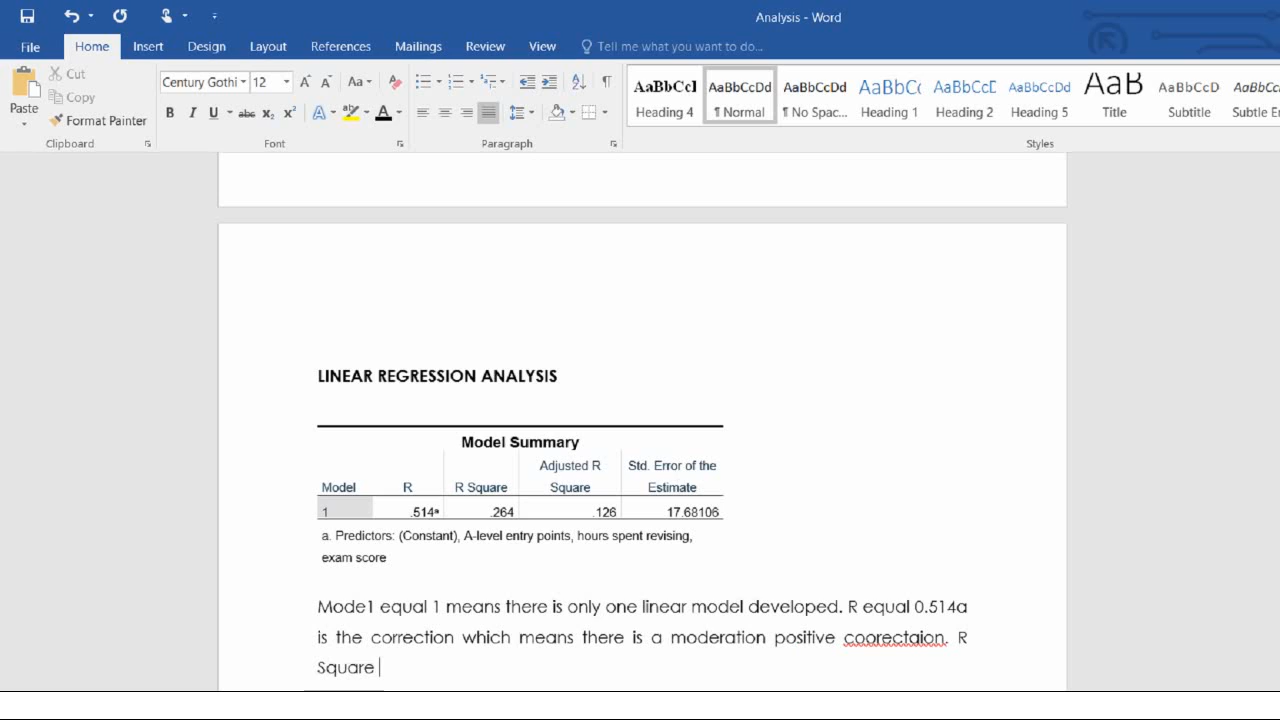 Analysis - Word
File Home Insert Design Layout References Mailings Review View Tell me what you want to do...
Paste
Cut
Copy
Format Painter
Clipboard
Century Gothi 12
Aa
B I U abc x₂ x²
A
Font
Paragraph
AaBbCcI AaBbCcDd AaBbCcDd AaBbCc AaBbCcD AaBbCcDd AaB AaBbCcD AaBbCc
Heading 4 ¶ Normal ¶ No Spac... Heading 1 Heading 2 Heading 5 Title Subtitle Subtle E
Styles
LINEAR REGRESSION ANALYSIS
Model Summary
Adjusted R Std. Error of the
Model R R Square Square Estimate
1 .514ᵃ .264 .126 17.68106
a. Predictors: (Constant), A-level entry points, hours spent revising,
exam score
Mode1 equal 1 means there is only one linear model developed. R equal 0.514a
is the correction which means there is a moderation positive coorectaion. R
Square